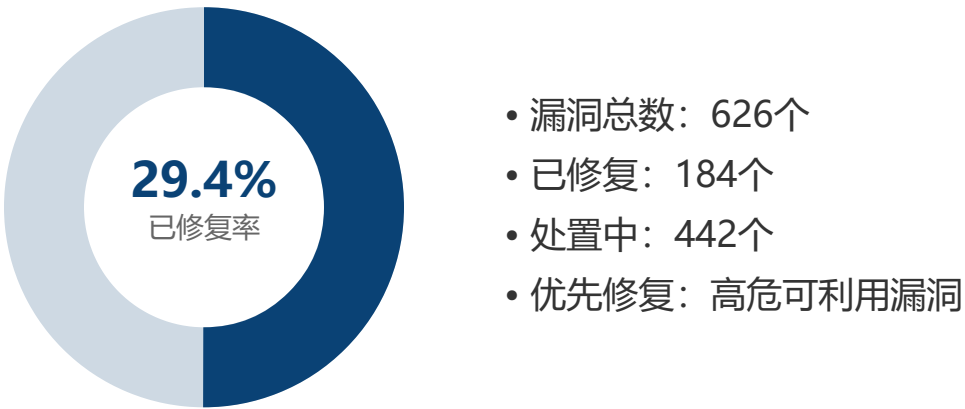 29.4%
已修复率
• 漏洞总数：626个
• 已修复：184个
• 处置中：442个
• 优先修复：高危可利用漏洞